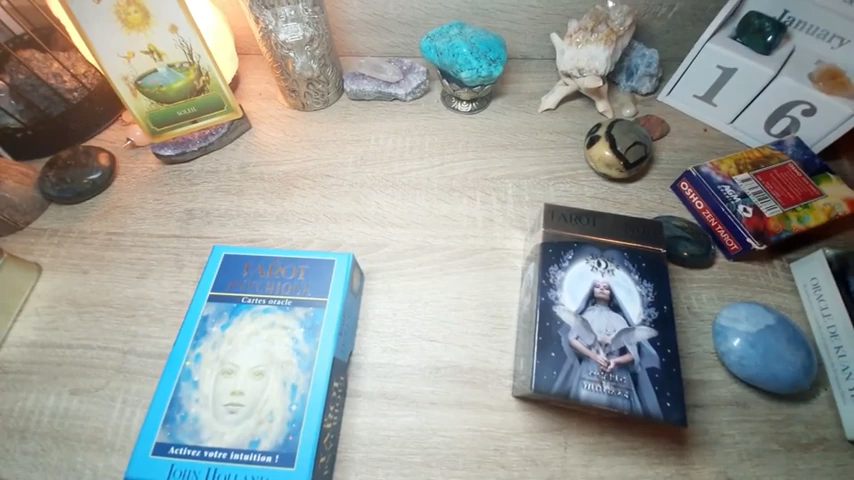 SOLEIL
January
1 6
OSHO ZEN TAROT
AGM
TAROT
TAROT
PSYCHIQUE
Cartes oracle
Activez votre intuition !
JOHN HOLLAND
ORACLE DE KUAN